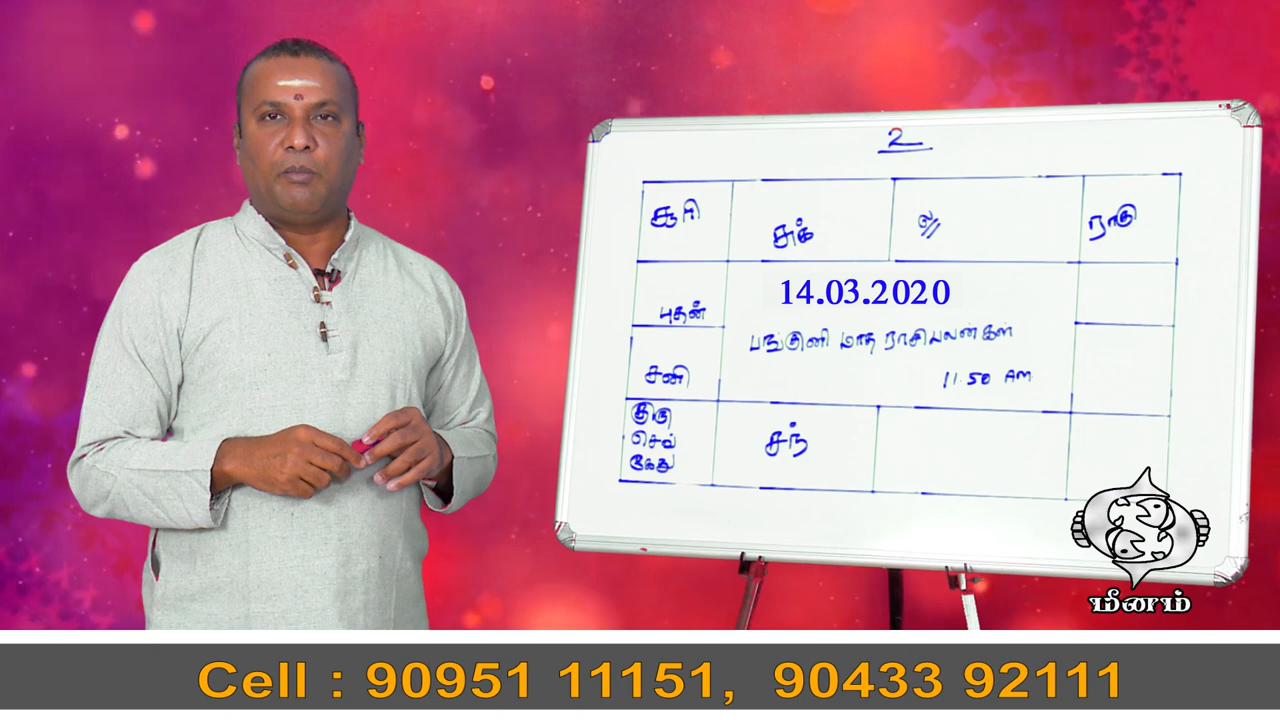 2
சூரி சுக் ல// ராகு
14.03.2020
புதன்
பங்குனி மாத ராசிபலன்கள்
சனி
11.50 AM
குரு
செவ் சந்
கேது
மீனம்
Cell : 90951 11151, 90433 92111